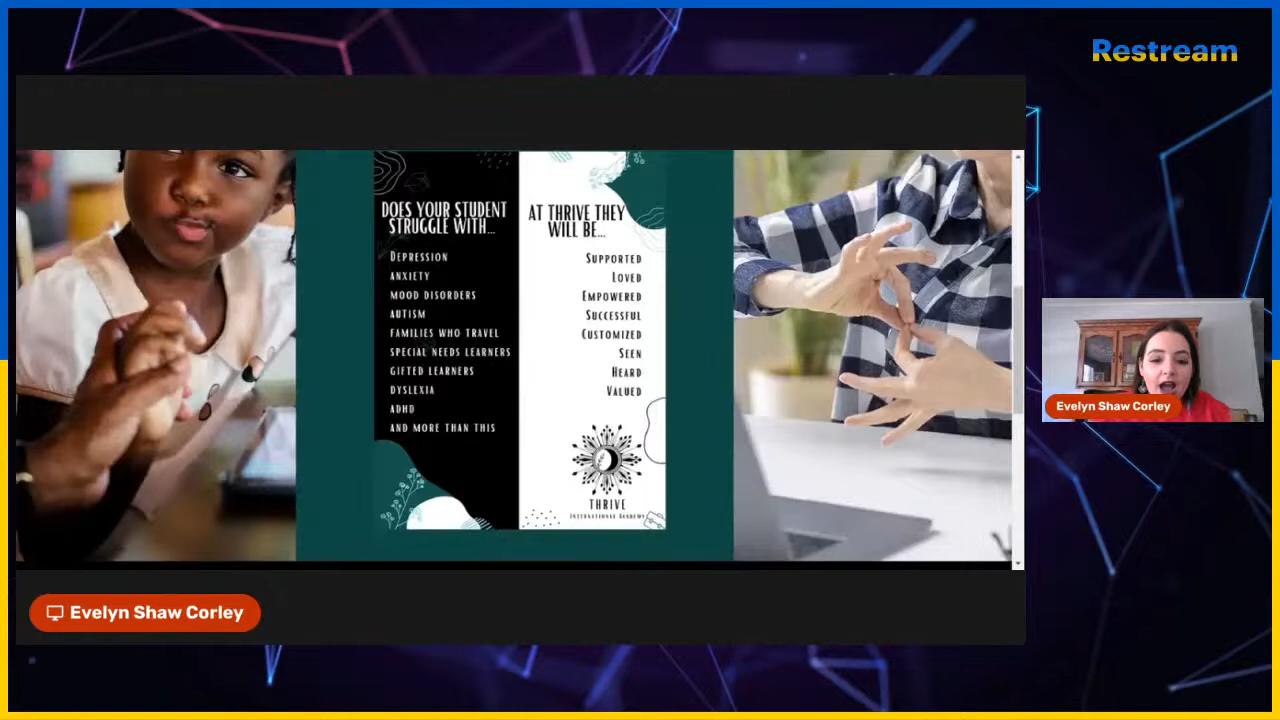 Restream
DOES YOUR STUDENT
STRUGGLE WITH...
DEPRESSION
ANXIETY
MOOD DISORDERS
AUTISM
FAMILIES WHO TRAVEL
SPECIAL NEEDS LEARNERS
GIFTED LEARNERS
DYSLEXIA
ADHD
AND MORE THAN THIS
AT THRIVE THEY
WILL BE...
SUPPORTED
LOVED
EMPOWERED
SUCCESSFUL
CUSTOMIZED
SEEN
HEARD
VALUED
THRIVE
INTERNATIONAL ACADEMY
Evelyn Shaw Corley
Evelyn Shaw Corley